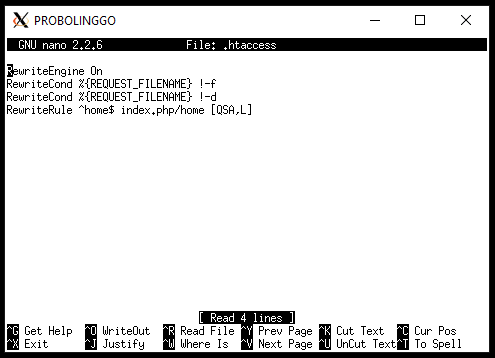 PROBOLINGGO
GNU nano 2.2.6 File: .htaccess
RewriteEngine On
RewriteCond %{REQUEST_FILENAME} !-f
RewriteCond %{REQUEST_FILENAME} !-d
RewriteRule ^home$ index.php/home [QSA,L]
[ Read 4 lines ]
^G Get Help ^O WriteOut ^R Read File ^Y Prev Page ^K Cut Text ^C Cur Pos
^X Exit ^J Justify ^W Where Is ^V Next Page ^U UnCut Text ^T To Spell